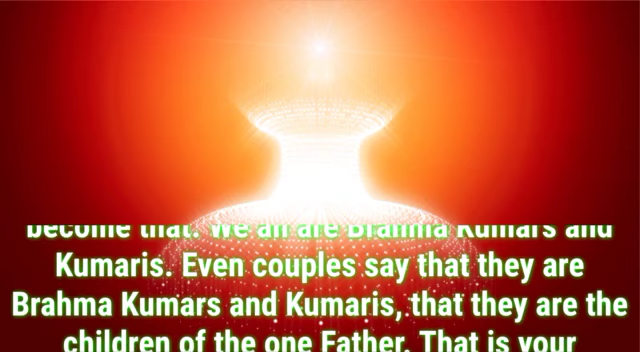 become that. We all are Brahma Kumars and
Kumaris. Even couples say that they are
Brahma Kumars and Kumaris, that they are the
children of the one Father. That is your